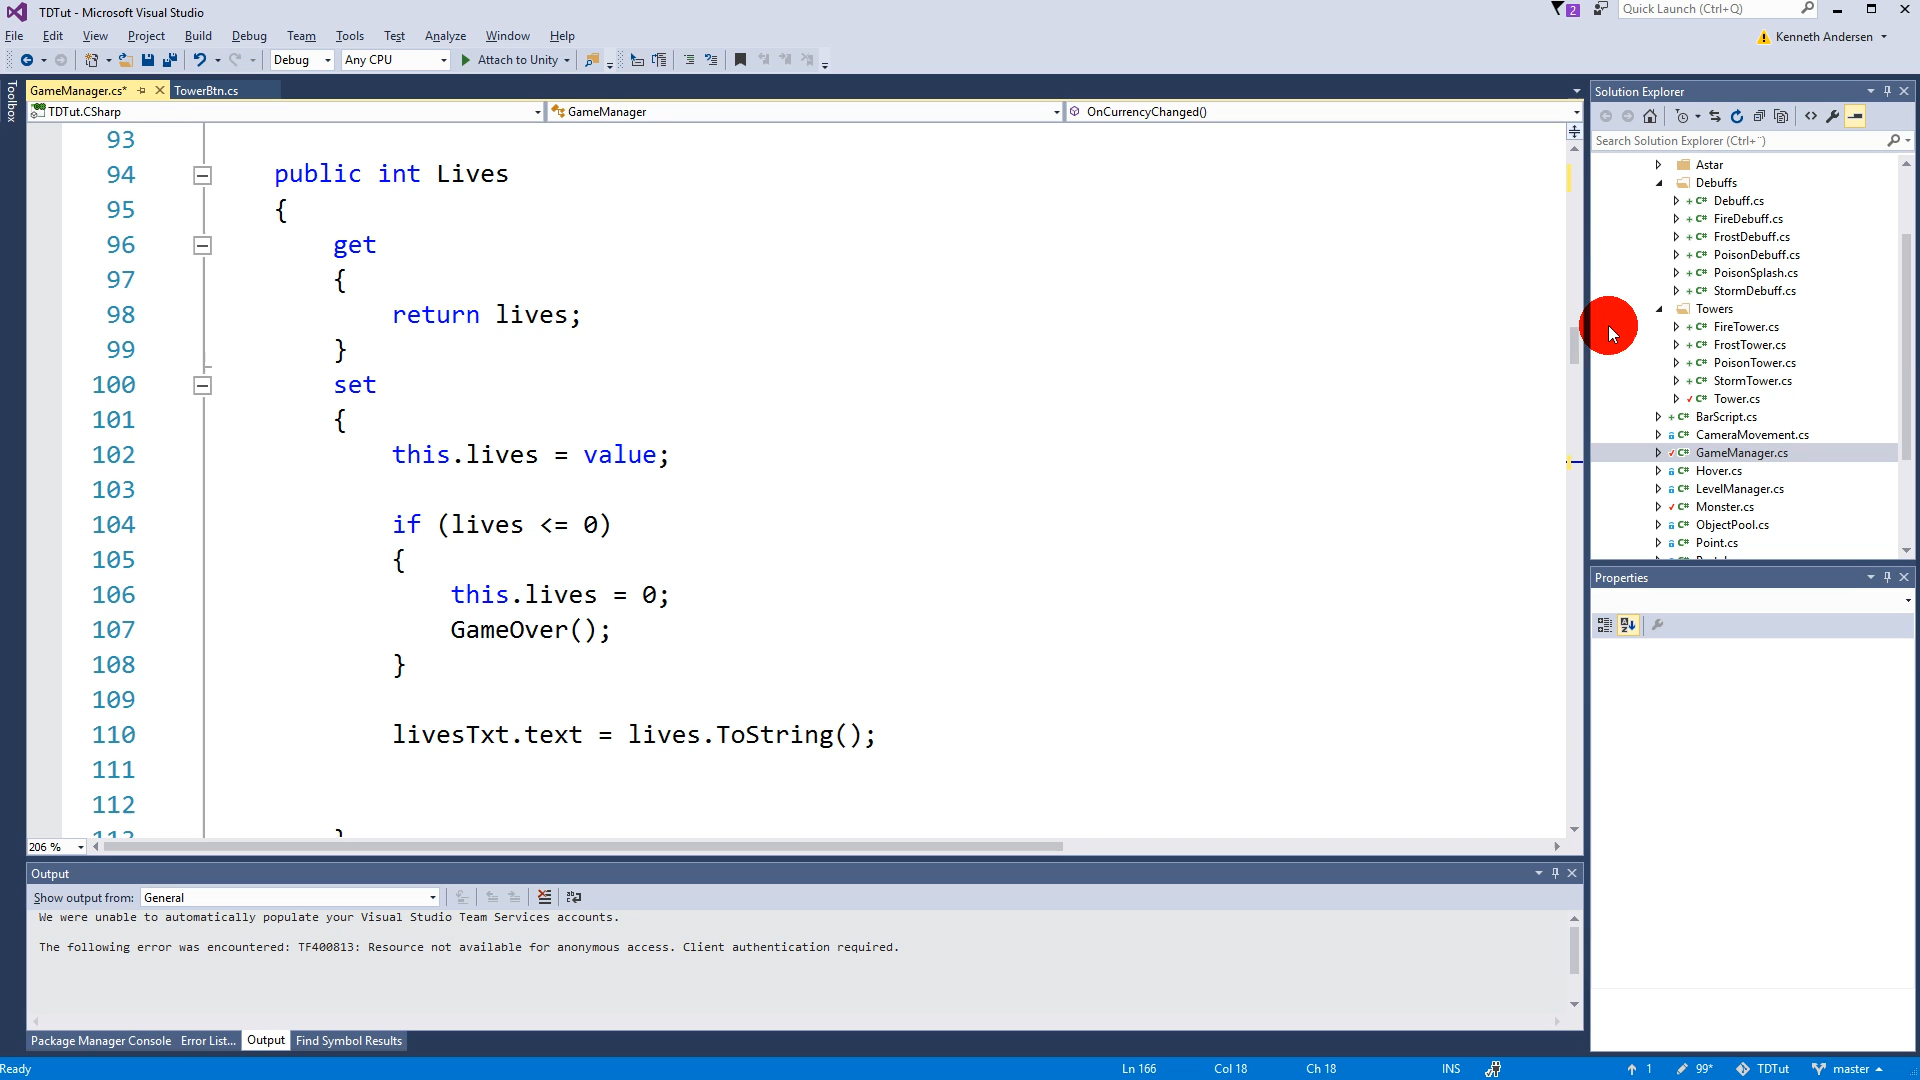 TDTut - Microsoft Visual Studio
2
Quick Launch (Ctrl+Q)
File Edit View Project Build Debug Team Tools Test Analyze Window Help
Kenneth Andersen
Debug Any CPU Attach to Unity
Toolbox
GameManager.cs* TowerBtn.cs
TDTut.CSharp GameManager OnCurrencyChanged()
93
94 public int Lives
95 {
96 get
97 {
98 return lives;
99 }
100 set
101 {
102 this.lives = value;
103
104 if (lives <= 0)
105 {
106 this.lives = 0;
107 GameOver();
108 }
109
110 livesTxt.text = lives.ToString();
111
112
113 }
206 %
Solution Explorer
Search Solution Explorer (Ctrl+¨)
Astar
Debuffs
C# Debuff.cs
C# FireDebuff.cs
C# FrostDebuff.cs
C# PoisonDebuff.cs
C# PoisonSplash.cs
C# StormDebuff.cs
Towers
C# FireTower.cs
C# FrostTower.cs
C# PoisonTower.cs
C# StormTower.cs
C# Tower.cs
C# BarScript.cs
C# CameraMovement.cs
C# GameManager.cs
C# Hover.cs
C# LevelManager.cs
C# Monster.cs
C# ObjectPool.cs
C# Point.cs
Properties
Output
Show output from: General
We were unable to automatically populate your Visual Studio Team Services accounts.
The following error was encountered: TF400813: Resource not available for anonymous access. Client authentication required.
Package Manager Console Error List... Output Find Symbol Results
Ready Ln 166 Col 18 Ch 18 INS 1 99* TDTut master